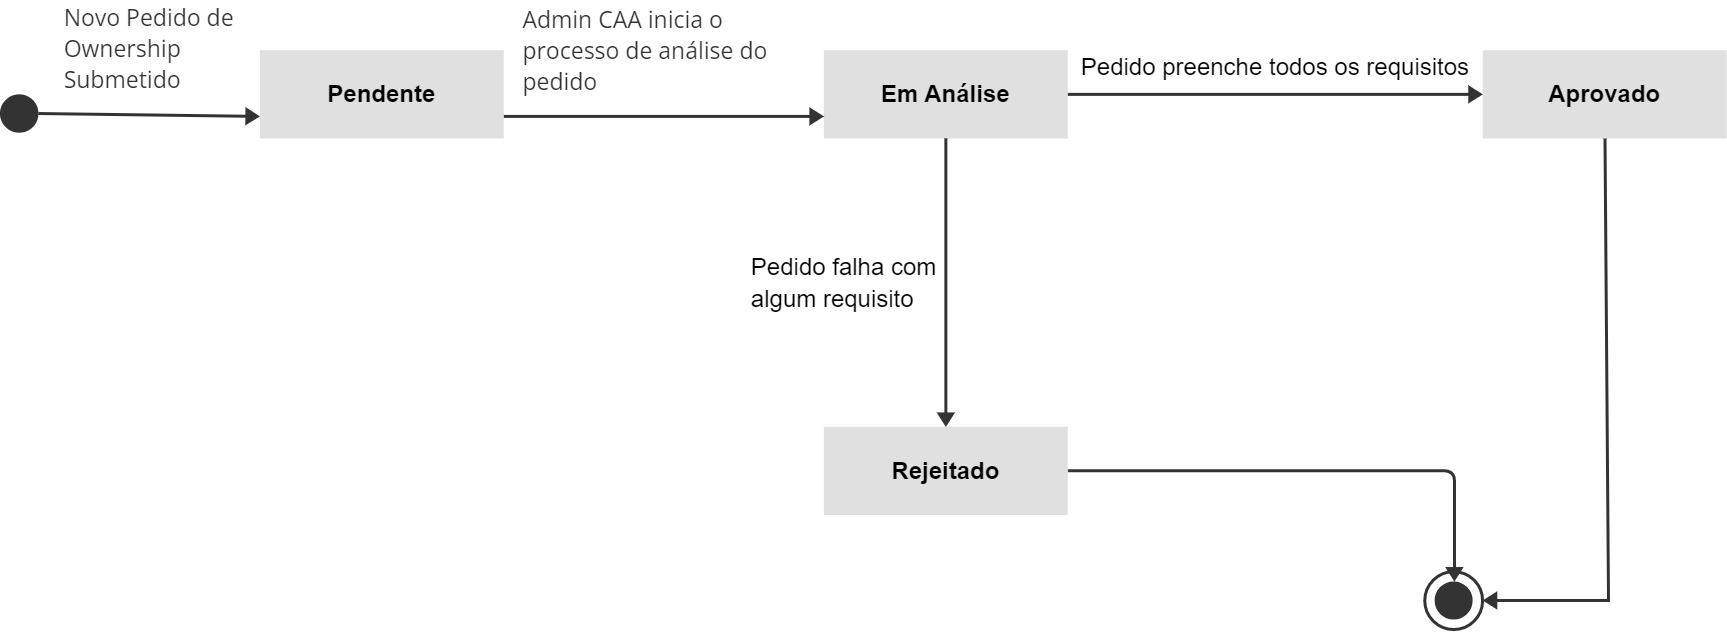 Novo Pedido de
Ownership
Submetido
Pendente
Admin CAA inicia o
processo de análise do
pedido
Em Análise
Pedido preenche todos os requisitos
Aprovado
Pedido falha com
algum requisito
Rejeitado